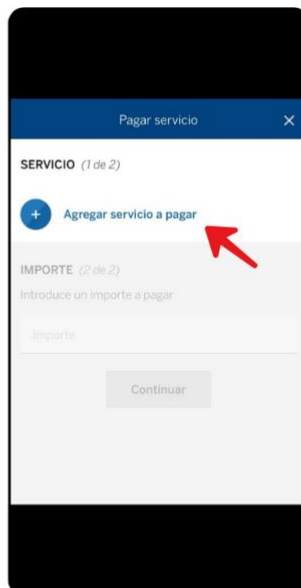 Pagar servicio
SERVICIO (1 de 2)
Agregar servicio a pagar
IMPORTE (2 de 2)
Introduce un importe a pagar
Importe
Continuar